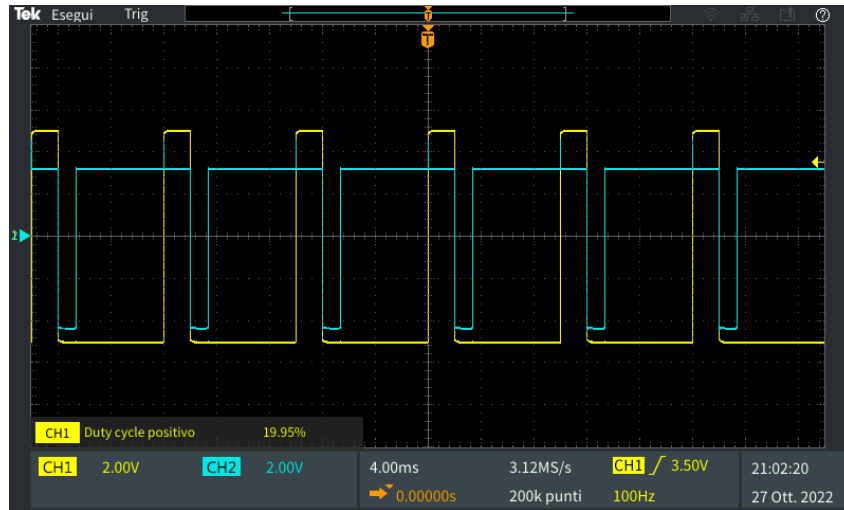 Tek Esegui Trig
T
T
CH1 Duty cycle positivo 19.95%
CH1 2.00V CH2 2.00V 4.00ms 3.12MS/s CH1 3.50V 21:02:20
0.00000s 200k punti 100Hz 27 Ott. 2022